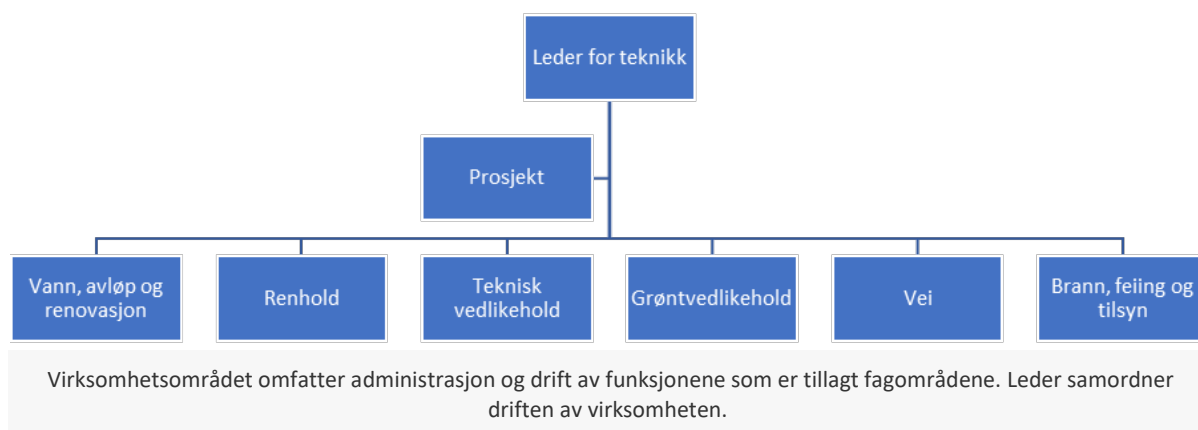 Leder for teknikk
Prosjekt
Vann, avløp og
renovasjon
Renhold
Teknisk
vedlikehold
Grøntvedlikehold
Vei
Brann, feiing og
tilsyn
Virksomhetsområdet omfatter administrasjon og drift av funksjonene som er tillagt fagområdene. Leder samordner
driften av virksomheten.